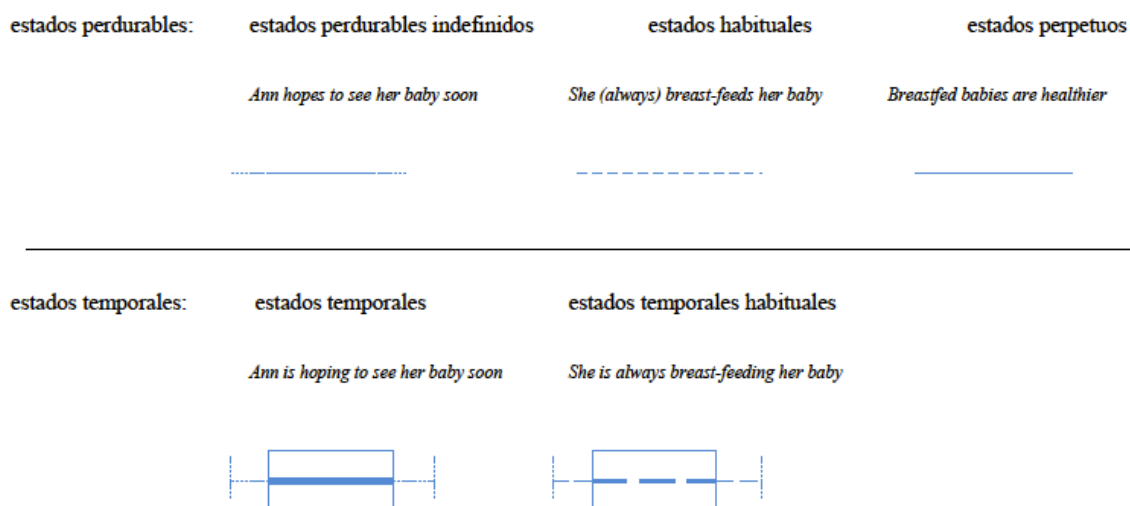 estados perdurables: estados perdurables indefinidos estados habituales estados perpetuos
Ann hopes to see her baby soon She (always) breast-feeds her baby Breastfed babies are healthier
estados temporales: estados temporales estados temporales habituales
Ann is hoping to see her baby soon She is always breast-feeding her baby